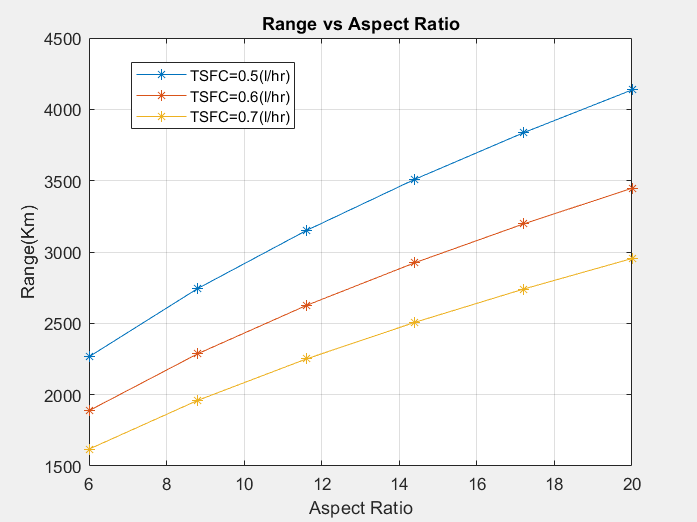 Range vs Aspect Ratio
4500
4000
3500
3000
2500
2000
1500
Range(Km)
TSFC=0.5(l/hr)
TSFC=0.6(l/hr)
TSFC=0.7(l/hr)
6 8 10 12 14 16 18 20
Aspect Ratio